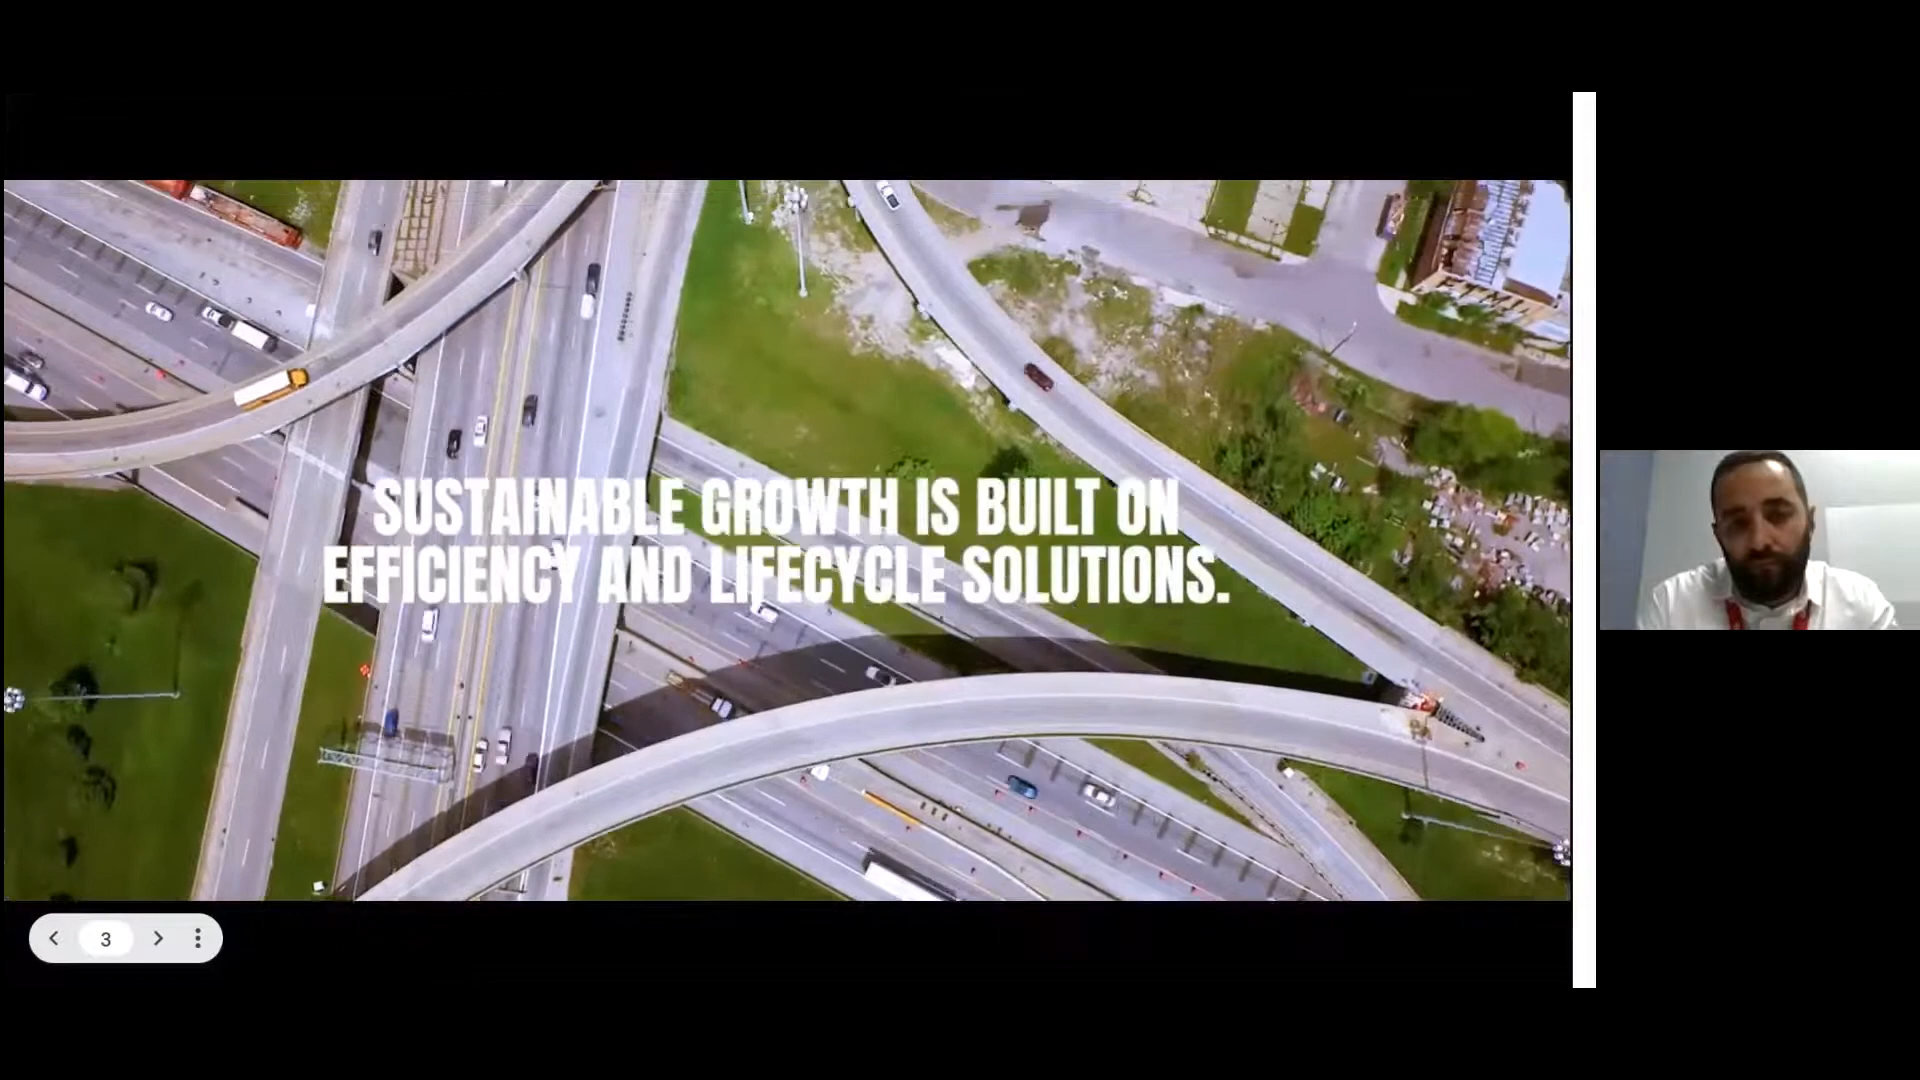 SUSTAINABLE GROWTH IS BUILT ON
EFFICIENCY AND LIFECYCLE SOLUTIONS.
3